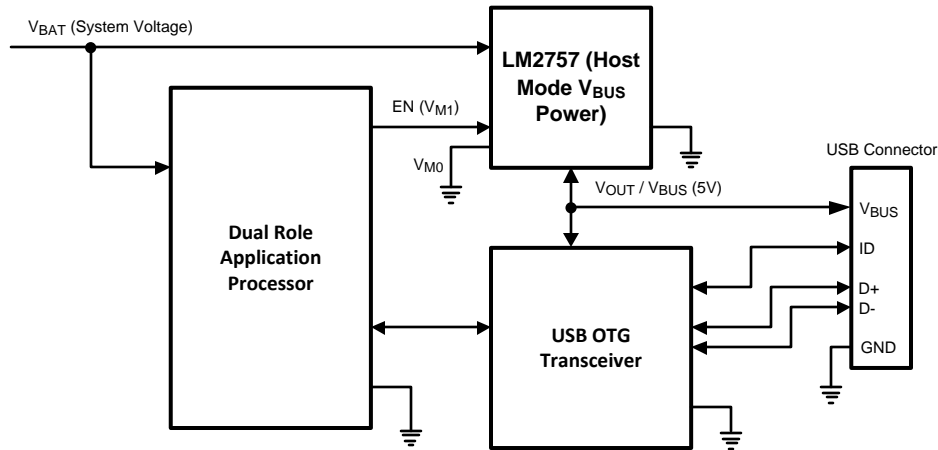 VBAT (System Voltage)
LM2757 (Host
Mode VBUS
Power)
EN (VM1)
VM0
USB Connector
VOUT / VBUS (5V)
VBUS
Dual Role
Application
Processor
ID
D+
D-
USB OTG
Transceiver
GND